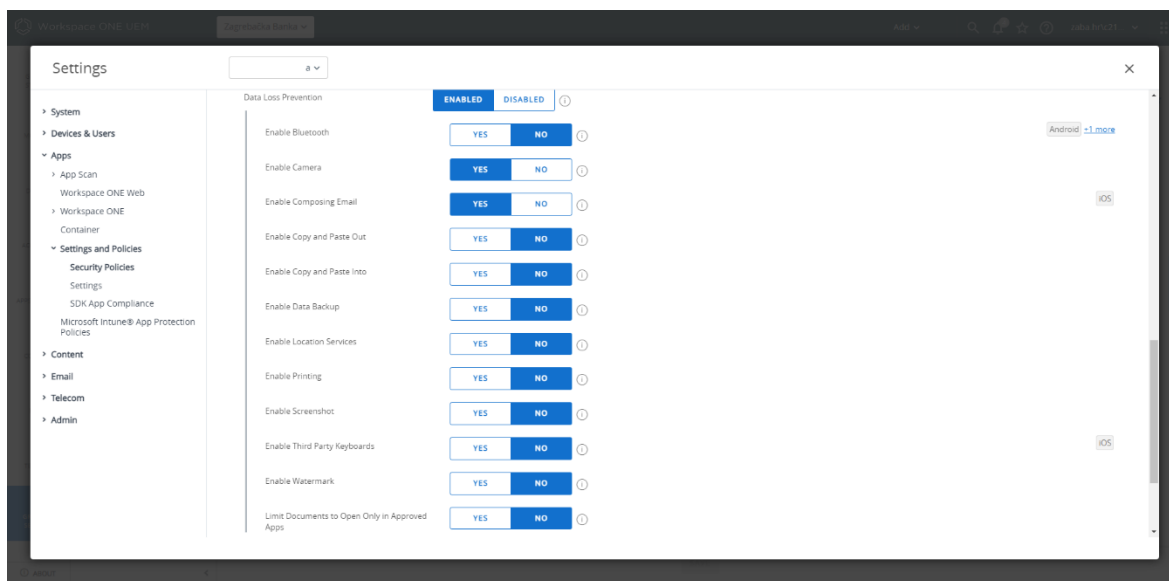 Workspace ONE UEM
Zagrebačka Banka
Add
Settings
a
System
Devices & Users
Apps
App Scan
Workspace ONE Web
Workspace ONE
Container
Settings and Policies
Security Policies
Settings
SDK App Compliance
Microsoft Intune® App Protection
Policies
Content
Email
Telecom
Admin
Data Loss Prevention ENABLED DISABLED
Enable Bluetooth YES NO Android +1 more
Enable Camera YES NO
Enable Composing Email YES NO iOS
Enable Copy and Paste Out YES NO
Enable Copy and Paste Into YES NO
Enable Data Backup YES NO
Enable Location Services YES NO
Enable Printing YES NO
Enable Screenshot YES NO
Enable Third Party Keyboards YES NO iOS
Enable Watermark YES NO
Limit Documents to Open Only in Approved
Apps YES NO
ABOUT